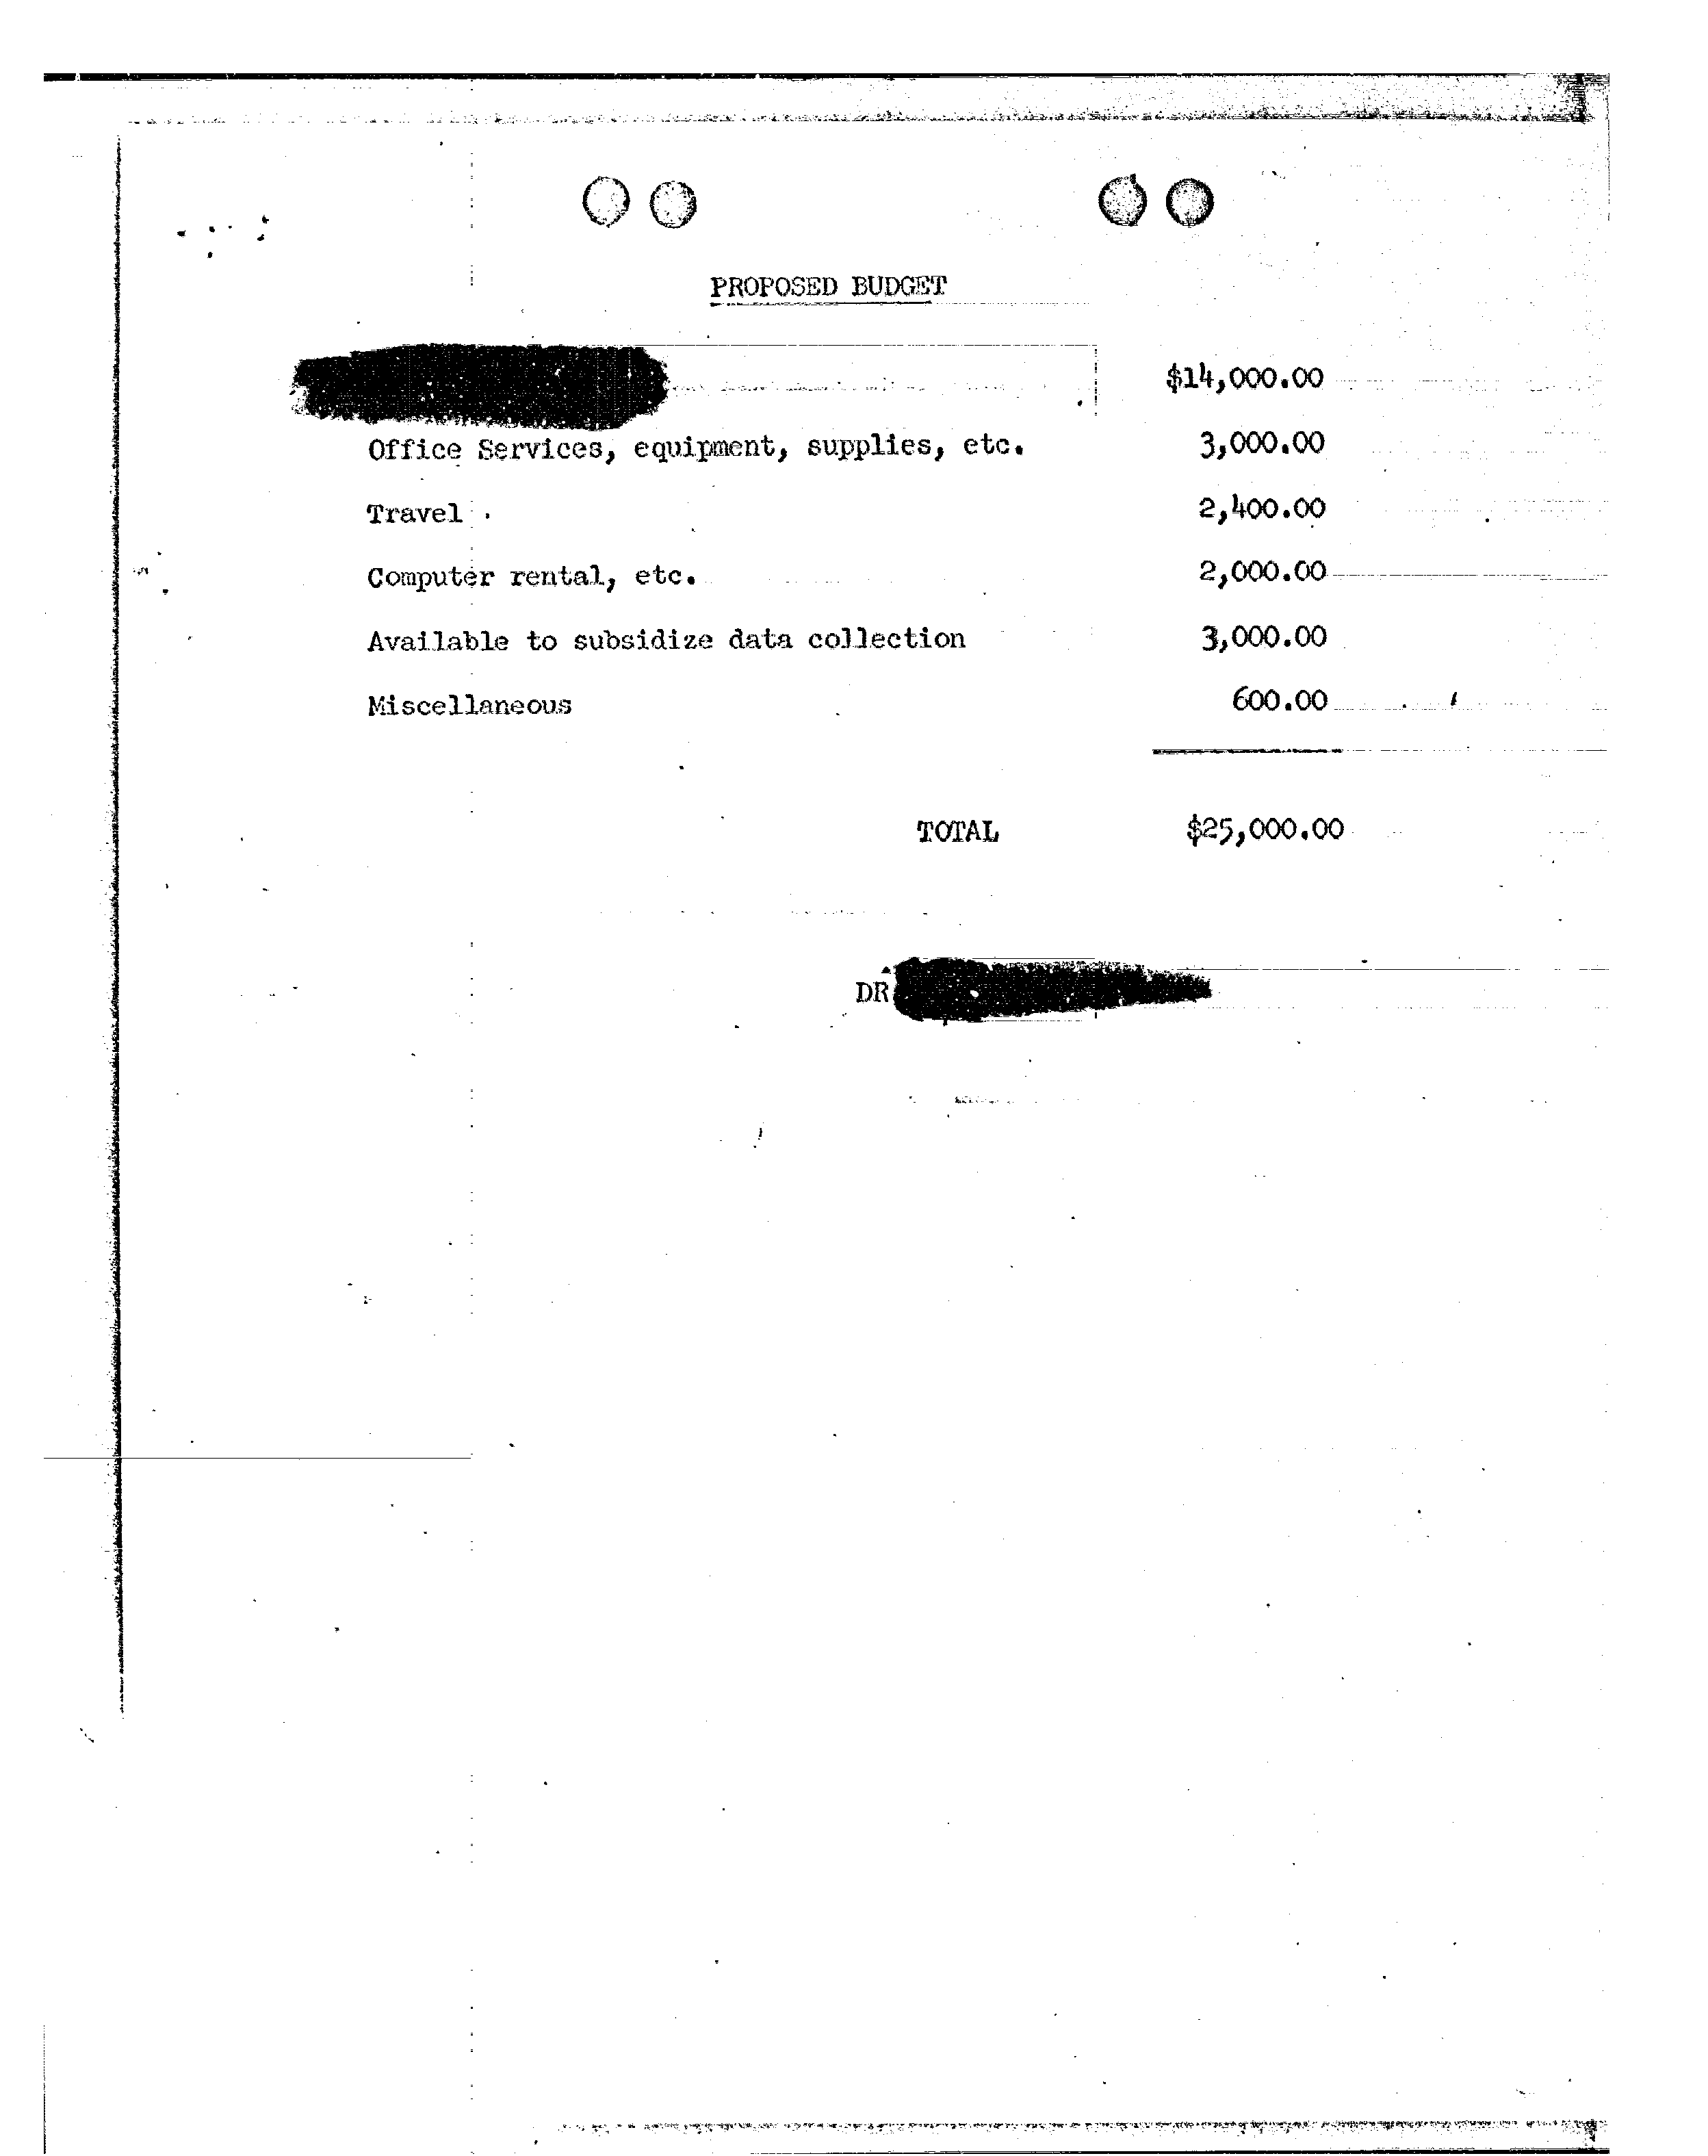 PROPOSED BUDGET
$14,000.00
Office Services, equipment, supplies, etc. 3,000.00
Travel 2,400.00
Computer rental, etc. 2,000.00
Available to subsidize data collection 3,000.00
Miscellaneous 600.00
TOTAL $25,000.00
DR